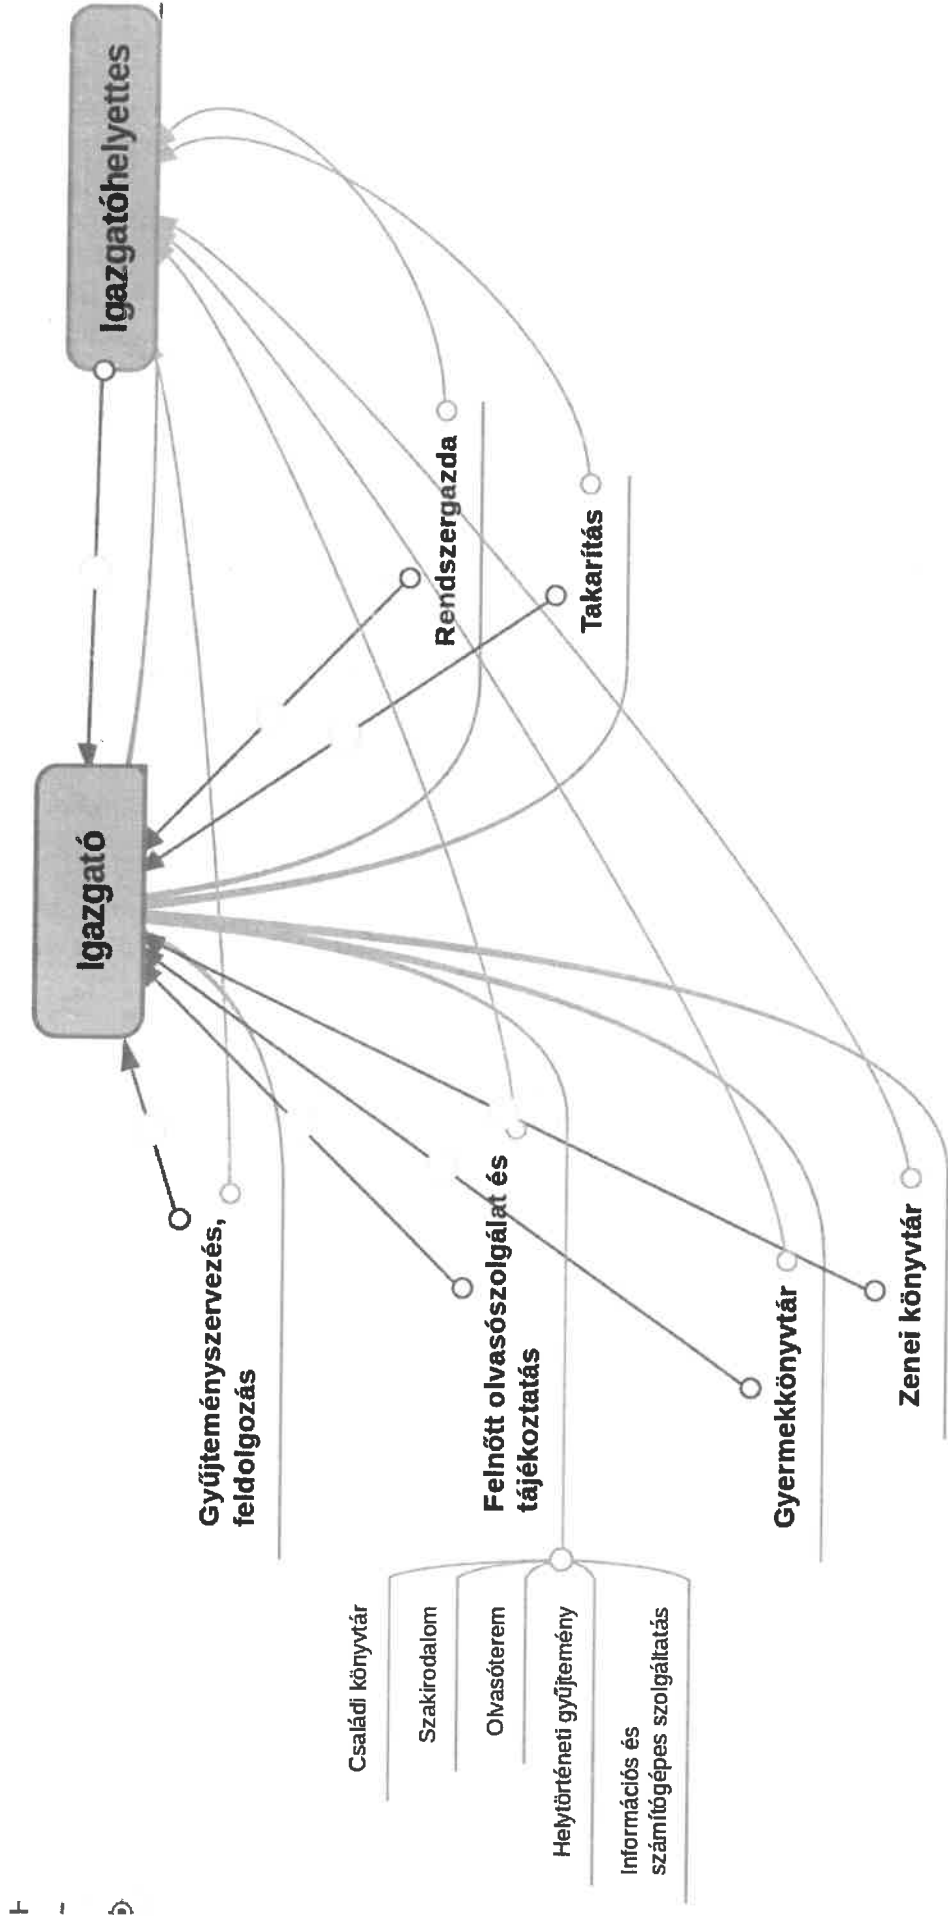 Igazgatóhelyettes
Igazgató
Rendszergazda
Takarítás
Gyűjteményszervezés,
feldolgozás
Felnőtt olvasószolgálat és
tájékoztatás
Gyermekkönyvtár
Zenei könyvtár
Családi könyvtár
Szakirodalom
Olvasóterem
Helytörténeti gyűjtemény
Információs és
számítógépes szolgáltatás